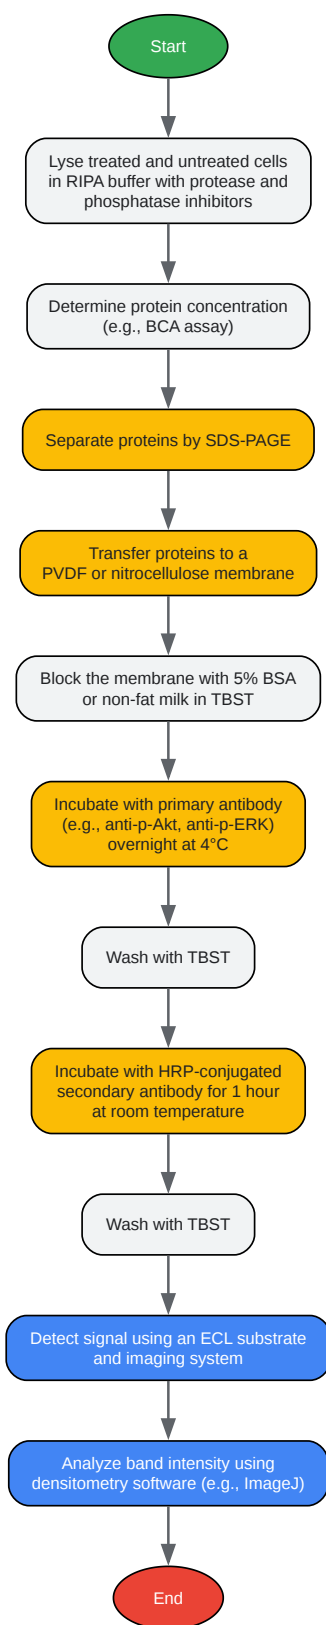 Start
Lyse treated and untreated cells
in RIPA buffer with protease and
phosphatase inhibitors
Determine protein concentration
(e.g., BCA assay)
Separate proteins by SDS-PAGE
Transfer proteins to a
PVDF or nitrocellulose membrane
Block the membrane with 5% BSA
or non-fat milk in TBST
Incubate with primary antibody
(e.g., anti-p-Akt, anti-p-ERK)
overnight at 4°C
Wash with TBST
Incubate with HRP-conjugated
secondary antibody for 1 hour
at room temperature
Wash with TBST
Detect signal using an ECL substrate
and imaging system
Analyze band intensity using
densitometry software (e.g., ImageJ)
End